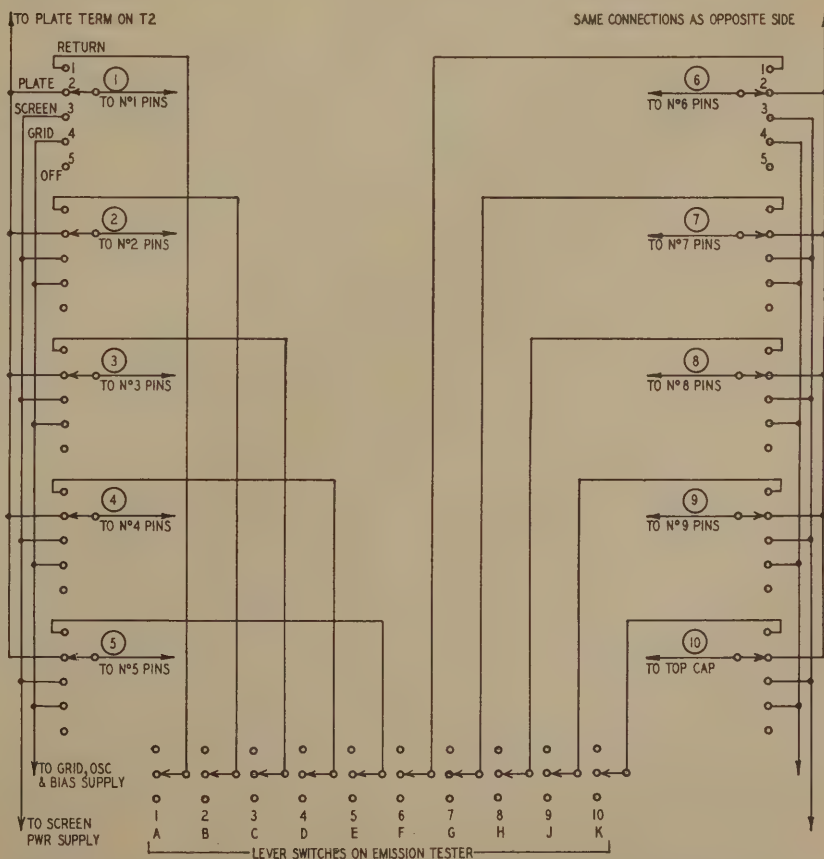 TO PLATE TERM ON T2
SAME CONNECTIONS AS OPPOSITE SIDE
RETURN
1
PLATE 2
1
TO Nº1 PINS
SCREEN 3
GRID 4
OFF 5
6
TO Nº6 PINS
1
2
3
4
5
2
TO Nº2 PINS
7
TO Nº7 PINS
3
TO Nº3 PINS
8
TO Nº8 PINS
4
TO Nº4 PINS
9
TO Nº9 PINS
5
TO Nº5 PINS
10
TO TOP CAP
TO GRID, OSC
& BIAS SUPPLY
TO SCREEN
PWR SUPPLY
1 2 3 4 5 6 7 8 9 10
A B C D E F G H J K
LEVER SWITCHES ON EMISSION TESTER